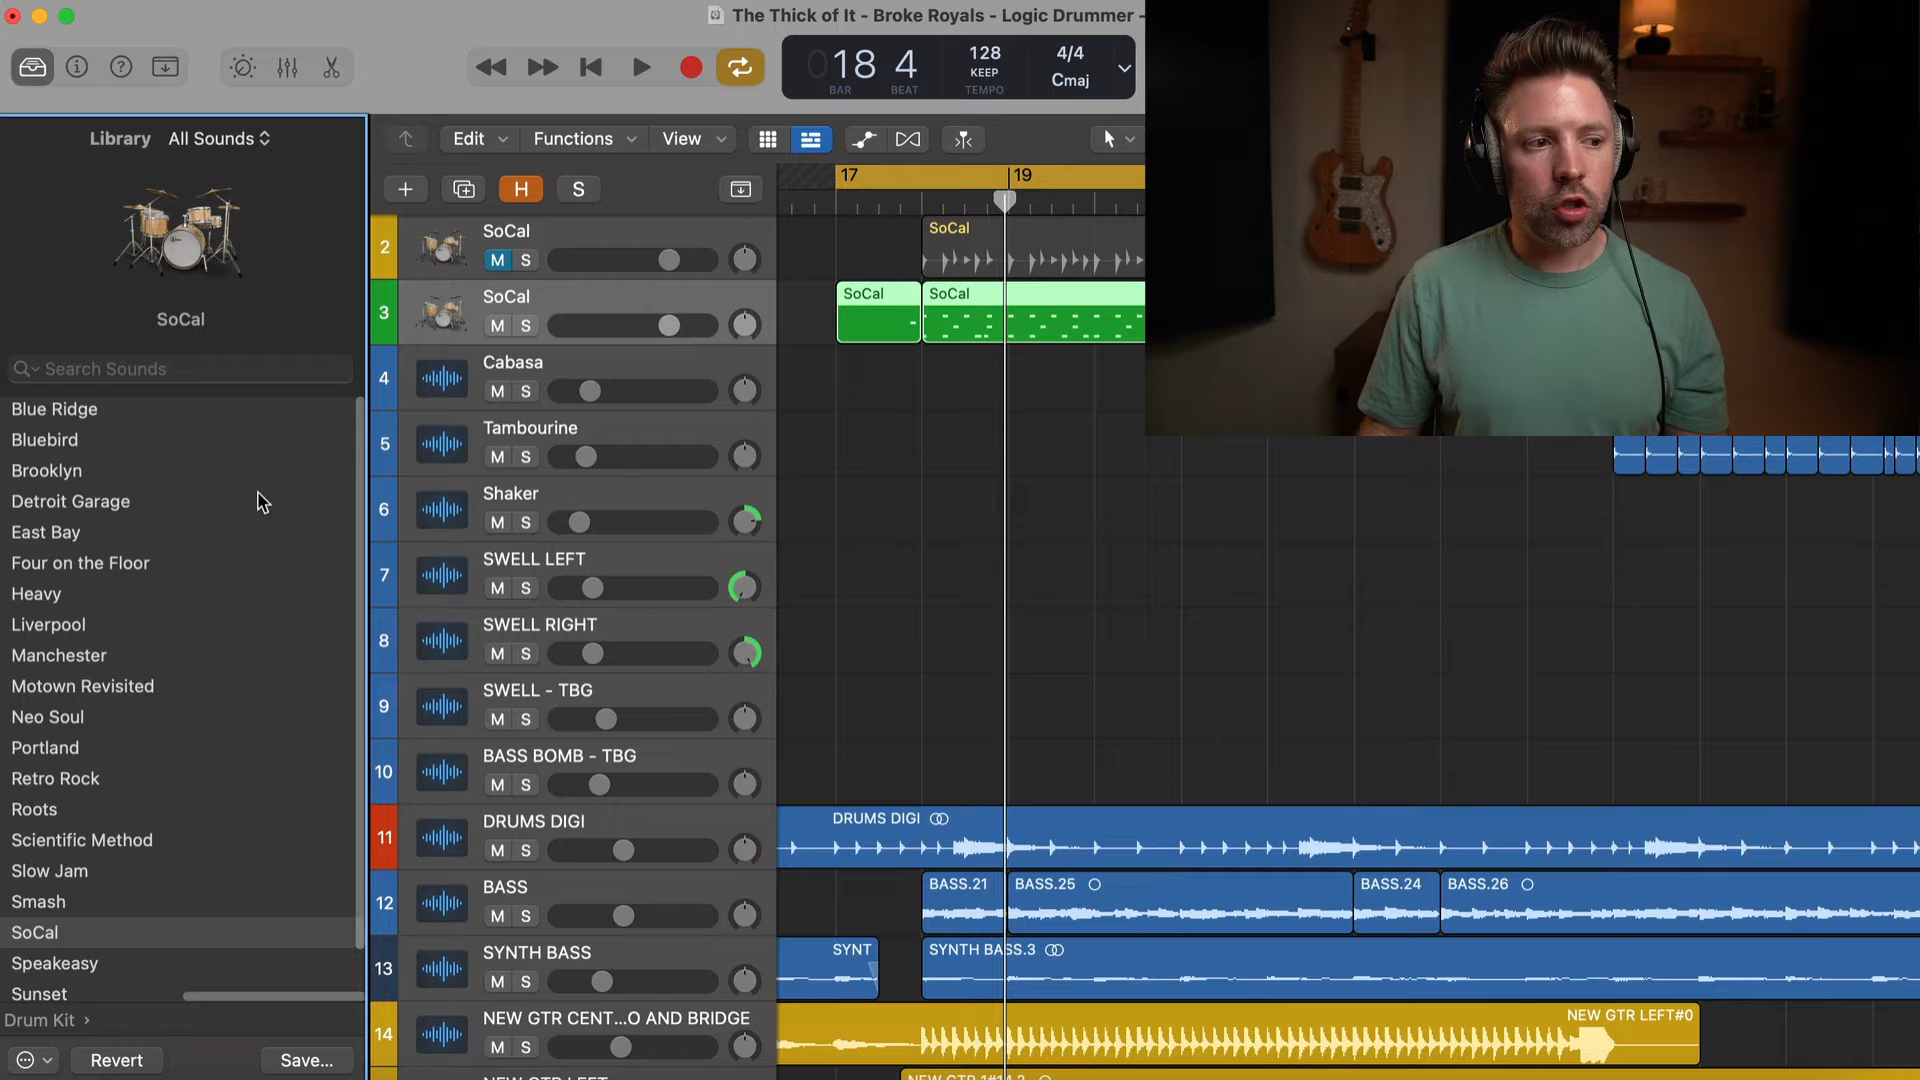 The Thick of It - Broke Royals - Logic Drummer -
018 4
BAR BEAT
128
KEEP
TEMPO
4/4
Cmaj
Library All Sounds
SoCal
Search Sounds
Blue Ridge
Bluebird
Brooklyn
Detroit Garage
East Bay
Four on the Floor
Heavy
Liverpool
Manchester
Motown Revisited
Neo Soul
Portland
Retro Rock
Roots
Scientific Method
Slow Jam
Smash
SoCal
Speakeasy
Sunset
Drum Kit
Revert Save...
Edit Functions View
H S
17 19
2 SoCal
M S
SoCal
3 SoCal
M S
SoCal SoCal
4 Cabasa
M S
5 Tambourine
M S
6 Shaker
M S
7 SWELL LEFT
M S
8 SWELL RIGHT
M S
9 SWELL - TBG
M S
10 BASS BOMB - TBG
M S
11 DRUMS DIGI
M S
DRUMS DIGI
12 BASS
M S
BASS.21 BASS.25 BASS.24 BASS.26
13 SYNTH BASS
M S
SYNT SYNTH BASS.3
14 NEW GTR CENT...O AND BRIDGE
M S
NEW GTR LEFT#0